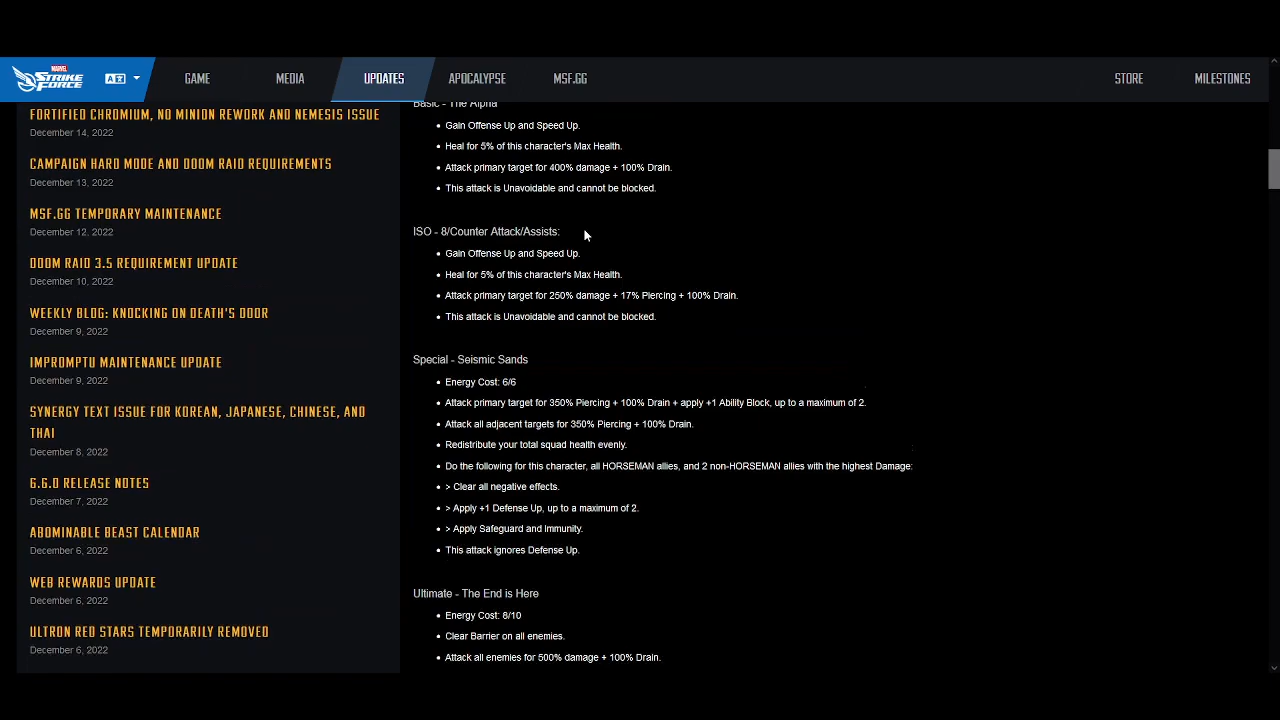 MARVEL
STRIKE
FORCE
GAME
MEDIA
UPDATES
APOCALYPSE
MSF.GG
STORE
MILESTONES
FORTIFIED CHROMIUM, NO MINION REWORK AND NEMESIS ISSUE
December 14, 2022
CAMPAIGN HARD MODE AND DOOM RAID REQUIREMENTS
December 13, 2022
MSF.GG TEMPORARY MAINTENANCE
December 12, 2022
DOOM RAID 3.5 REQUIREMENT UPDATE
December 10, 2022
WEEKLY BLOG: KNOCKING ON DEATH'S DOOR
December 9, 2022
IMPROMPTU MAINTENANCE UPDATE
December 9, 2022
SYNERGY TEXT ISSUE FOR KOREAN, JAPANESE, CHINESE, AND
THAI
December 8, 2022
6.6.0 RELEASE NOTES
December 7, 2022
ABOMINABLE BEAST CALENDAR
December 6, 2022
WEB REWARDS UPDATE
December 6, 2022
ULTRON RED STARS TEMPORARILY REMOVED
December 6, 2022
Basic - The Alpha
• Gain Offense Up and Speed Up.
• Heal for 5% of this character's Max Health.
• Attack primary target for 400% damage + 100% Drain.
• This attack is Unavoidable and cannot be blocked.
ISO - 8/Counter Attack/Assists:
• Gain Offense Up and Speed Up.
• Heal for 5% of this character's Max Health.
• Attack primary target for 250% damage + 17% Piercing + 100% Drain.
• This attack is Unavoidable and cannot be blocked.
Special - Seismic Sands
• Energy Cost: 6/6
• Attack primary target for 350% Piercing + 100% Drain + apply +1 Ability Block, up to a maximum of 2.
• Attack all adjacent targets for 350% Piercing + 100% Drain.
• Redistribute your total squad health evenly.
• Do the following for this character, all HORSEMAN allies, and 2 non-HORSEMAN allies with the highest Damage:
• > Clear all negative effects.
• > Apply +1 Defense Up, up to a maximum of 2.
• > Apply Safeguard and Immunity.
• This attack ignores Defense Up.
Ultimate - The End is Here
• Energy Cost: 8/10
• Clear Barrier on all enemies.
• Attack all enemies for 500% damage + 100% Drain.